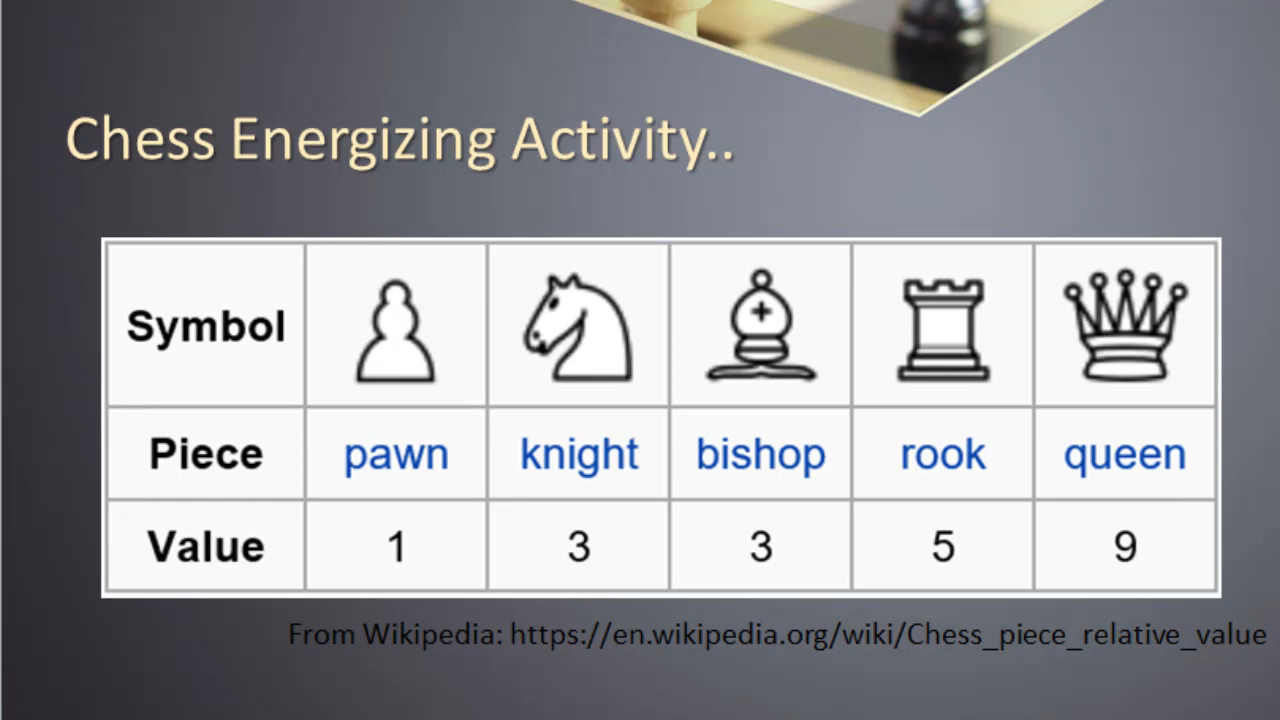 Chess Energizing Activity..
Symbol
Piece pawn knight bishop rook queen
Value 1 3 3 5 9
From Wikipedia: https://en.wikipedia.org/wiki/Chess_piece_relative_value